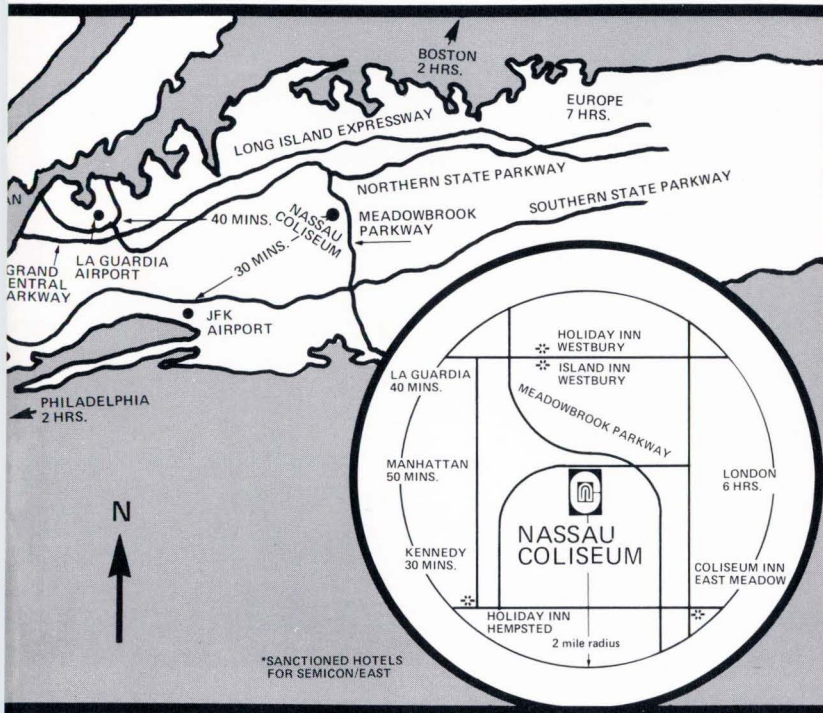 BOSTON
2 HRS.
EUROPE
7 HRS.
LONG ISLAND EXPRESSWAY
NORTHERN STATE PARKWAY
SOUTHERN STATE PARKWAY
AN
40 MINS.
NASSAU
COLISEUM
MEADOWBROOK
PARKWAY
GRAND
ENTRAL
ARKWAY
LA GUARDIA
AIRPORT
30 MINS.
JFK
AIRPORT
PHILADELPHIA
2 HRS.
N
*SANCTIONED HOTELS
FOR SEMICON/EAST
HOLIDAY INN
WESTBURY
ISLAND INN
WESTBURY
LA GUARDIA
40 MINS.
MEADOWBROOK PARKWAY
MANHATTAN
50 MINS.
LONDON
6 HRS.
NASSAU
COLISEUM
KENNEDY
30 MINS.
COLISEUM INN
EAST MEADOW
HOLIDAY INN
HEMPSTED
2 mile radius